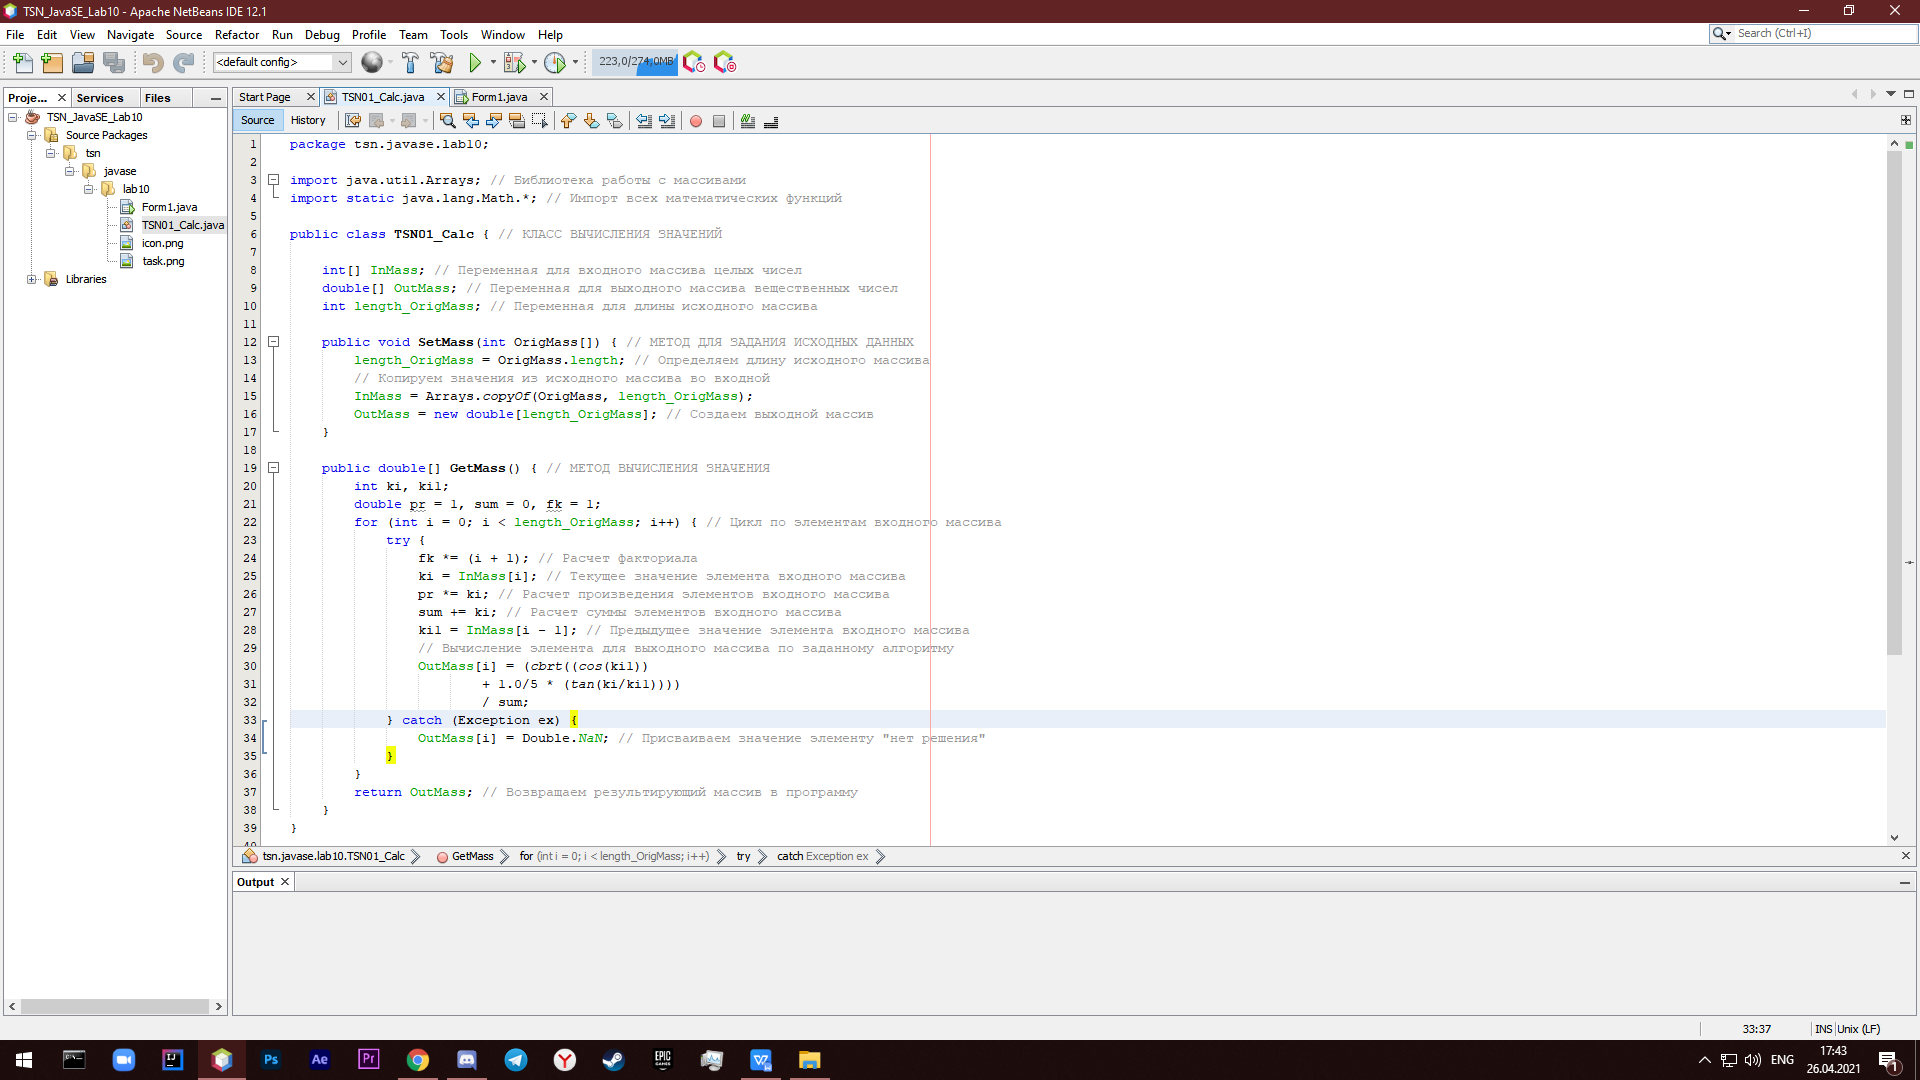 TSN_JavaSE_Lab10 - Apache NetBeans IDE 12.1
File Edit View Navigate Source Refactor Run Debug Profile Team Tools Window Help
Search (Ctrl+I)
<default config>
223,0/274,0MB
Proje... Services Files
Start Page TSN01_Calc.java Form1.java
TSN_JavaSE_Lab10
Source Packages
tsn
javase
lab10
Form1.java
TSN01_Calc.java
icon.png
task.png
Libraries
Source History
1 package tsn.javase.lab10;
2
3 import java.util.Arrays; // Библиотека работы с массивами
4 import static java.lang.Math.*; // Импорт всех математических функций
5
6 public class TSN01_Calc { // КЛАСС ВЫЧИСЛЕНИЯ ЗНАЧЕНИЙ
7
8 int[] InMass; // Переменная для входного массива целых чисел
9 double[] OutMass; // Переменная для выходного массива вещественных чисел
10 int length_OrigMass; // Переменная для длины исходного массива
11
12 public void SetMass(int OrigMass[]) { // МЕТОД ДЛЯ ЗАДАНИЯ ИСХОДНЫХ ДАННЫХ
13 length_OrigMass = OrigMass.length; // Определяем длину исходного массива
14 // Копируем значения из исходного массива во входной
15 InMass = Arrays.copyOf(OrigMass, length_OrigMass);
16 OutMass = new double[length_OrigMass]; // Создаем выходной массив
17 }
18
19 public double[] GetMass() { // МЕТОД ВЫЧИСЛЕНИЯ ЗНАЧЕНИЯ
20 int ki, ki1;
21 double pr = 1, sum = 0, fk = 1;
22 for (int i = 0; i < length_OrigMass; i++) { // Цикл по элементам входного массива
23 try {
24 fk *= (i + 1); // Расчет факториала
25 ki = InMass[i]; // Текущее значение элемента входного массива
26 pr *= ki; // Расчет произведения элементов входного массива
27 sum += ki; // Расчет суммы элементов входного массива
28 ki1 = InMass[i - 1]; // Предыдущее значение элемента входного массива
29 // Вычисление элемента для выходного массива по заданному алгоритму
30 OutMass[i] = (cbrt((cos(ki1))
31 + 1.0/5 * (tan(ki/ki1))))
32 / sum;
33 } catch (Exception ex) {
34 OutMass[i] = Double.NaN; // Присваиваем значение элементу "нет решения"
35 }
36 }
37 return OutMass; // Возвращаем результирующий массив в программу
38 }
39 }
tsn.javase.lab10.TSN01_Calc GetMass for (int i = 0; i < length_OrigMass; i++) try catch Exception ex
Output
33:37 INS Unix (LF)
IJ Ps Ae Pr EPIC GAMES
ENG
17:43
26.04.2021
1